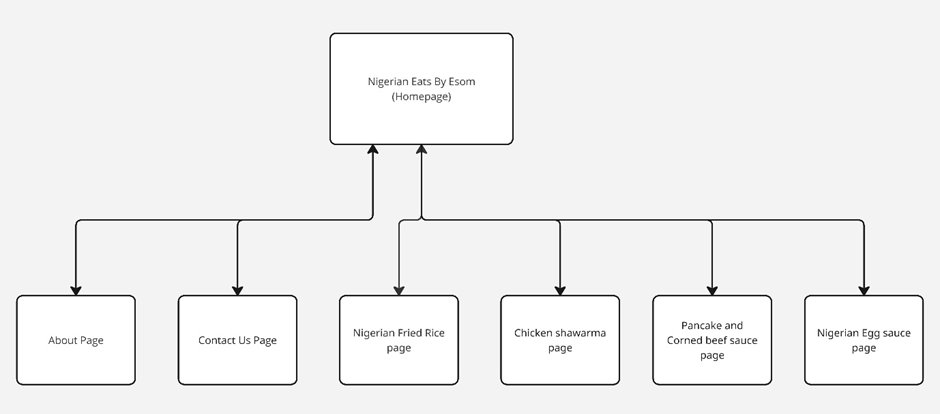 Nigerian Eats By Esom
(Homepage)
About Page
Contact Us Page
Nigerian Fried Rice
page
Chicken shawarma
page
Pancake and
Corned beef sauce
page
Nigerian Egg sauce
page